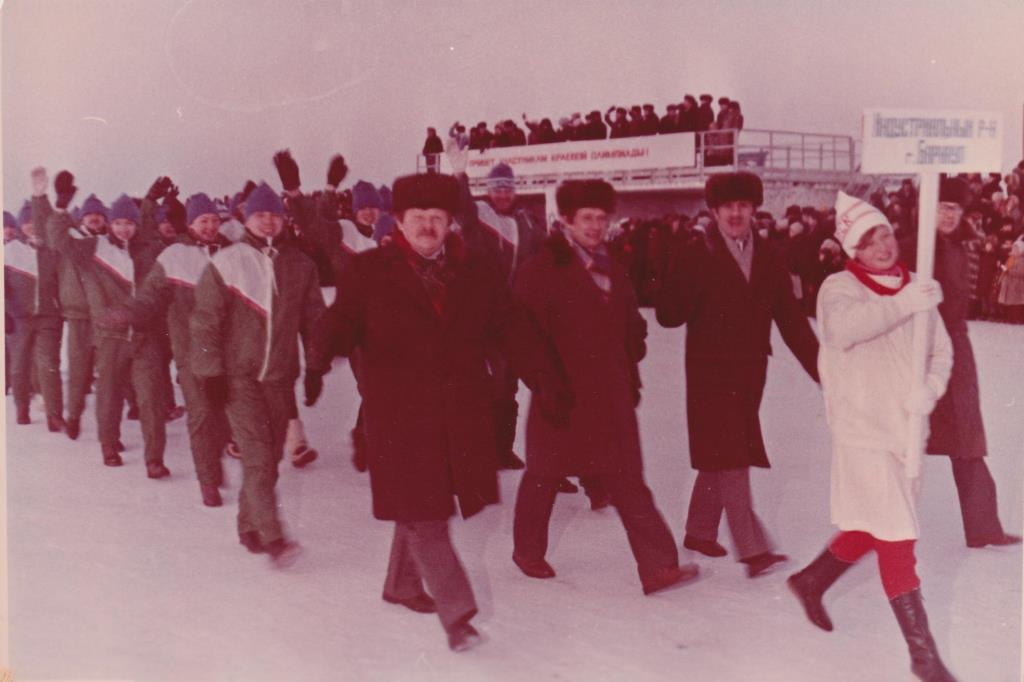 ПРИВЕТ УЧАСТНИКАМ КРАЕВОЙ ОЛИМПИАДЫ!
Индустриальный р-н
г. Барнаул